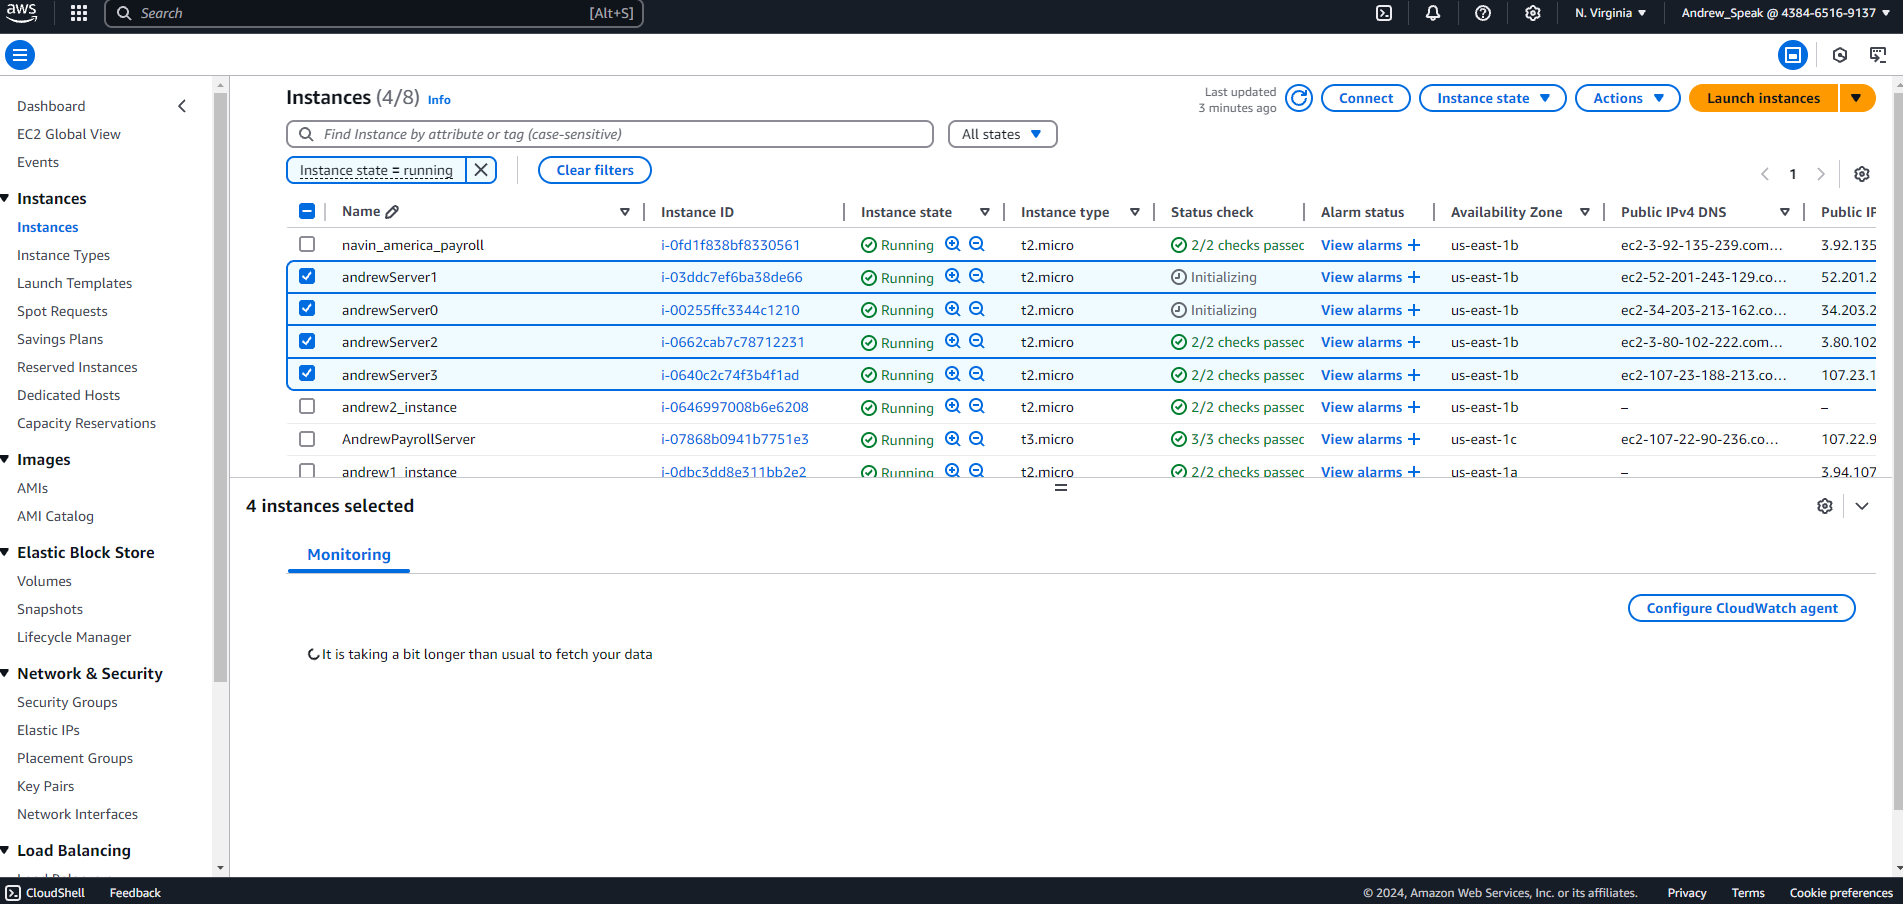 aws
Search [Alt+S]
N. Virginia
Andrew_Speak @ 4384-6516-9137
Dashboard
EC2 Global View
Events
Instances
Instances
Instance Types
Launch Templates
Spot Requests
Savings Plans
Reserved Instances
Dedicated Hosts
Capacity Reservations
Images
AMIs
AMI Catalog
Elastic Block Store
Volumes
Snapshots
Lifecycle Manager
Network & Security
Security Groups
Elastic IPs
Placement Groups
Key Pairs
Network Interfaces
Load Balancing
Instances (4/8) Info
Last updated
3 minutes ago
Connect
Instance state
Actions
Launch instances
Find Instance by attribute or tag (case-sensitive)
All states
Instance state = running
Clear filters
1
Name Instance ID Instance state Instance type Status check Alarm status Availability Zone Public IPv4 DNS Public IP
navin_america_payroll i-0fd1f838bf8330561 Running t2.micro 2/2 checks passec View alarms + us-east-1b ec2-3-92-135-239.com... 3.92.135
andrewServer1 i-03ddc7ef6ba38de66 Running t2.micro Initializing View alarms + us-east-1b ec2-52-201-243-129.co... 52.201.2
andrewServer0 i-00255ffc3344c1210 Running t2.micro Initializing View alarms + us-east-1b ec2-34-203-213-162.co... 34.203.2
andrewServer2 i-0662cab7c78712231 Running t2.micro 2/2 checks passec View alarms + us-east-1b ec2-3-80-102-222.com... 3.80.102
andrewServer3 i-0640c2c74f3b4f1ad Running t2.micro 2/2 checks passec View alarms + us-east-1b ec2-107-23-188-213.co... 107.23.1
andrew2_instance i-0646997008b6e6208 Running t2.micro 2/2 checks passec View alarms + us-east-1b – –
AndrewPayrollServer i-07868b0941b7751e3 Running t3.micro 3/3 checks passec View alarms + us-east-1c ec2-107-22-90-236.co... 107.22.9
andrew1_instance i-0dbc3dd8e311bb2e2 Running t2.micro 2/2 checks passec View alarms + us-east-1a – 3.94.107
4 instances selected
Monitoring
Configure CloudWatch agent
It is taking a bit longer than usual to fetch your data
CloudShell Feedback © 2024, Amazon Web Services, Inc. or its affiliates. Privacy Terms Cookie preferences